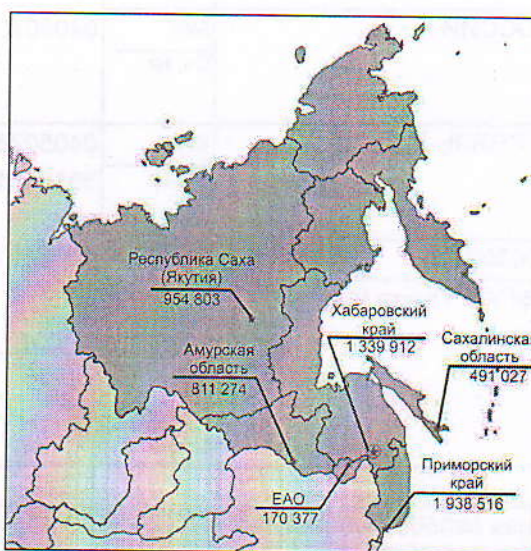 Республика Саха
(Якутия)
954 803
Хабаровский
край
1 339 912
Амурская
область
811 274
Сахалинская
область
491 027
ЕАО
170 377
Приморский
край
1 938 516